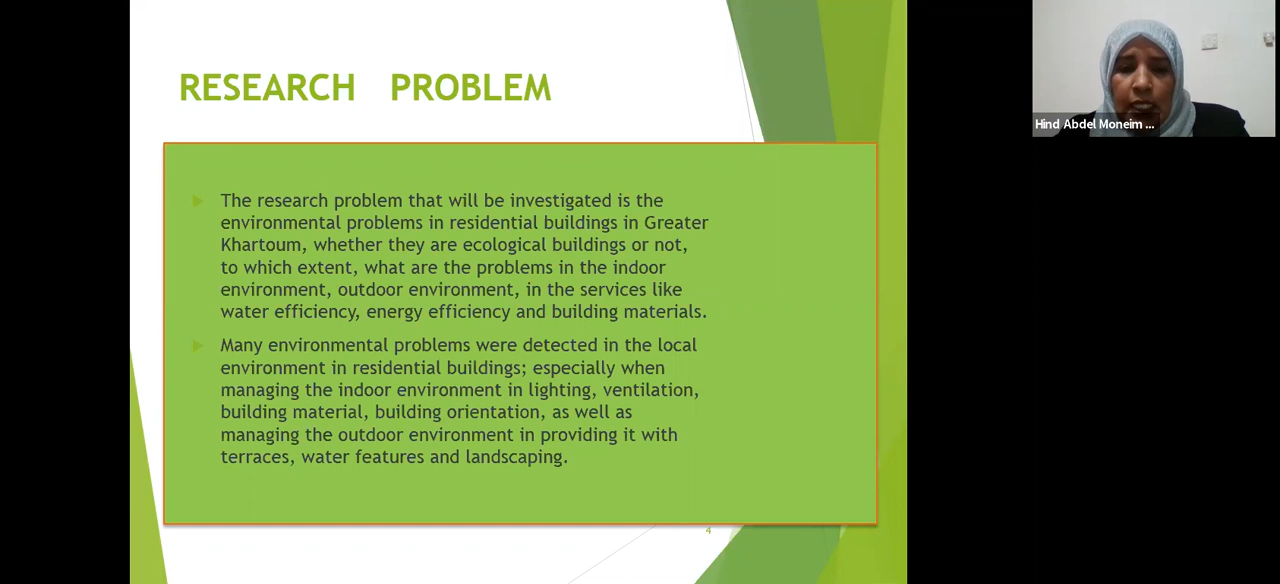 RESEARCH PROBLEM
The research problem that will be investigated is the
environmental problems in residential buildings in Greater
Khartoum, whether they are ecological buildings or not,
to which extent, what are the problems in the indoor
environment, outdoor environment, in the services like
water efficiency, energy efficiency and building materials.
Many environmental problems were detected in the local
environment in residential buildings; especially when
managing the indoor environment in lighting, ventilation,
building material, building orientation, as well as
managing the outdoor environment in providing it with
terraces, water features and landscaping.
4
Hind Abdel Moneim ...